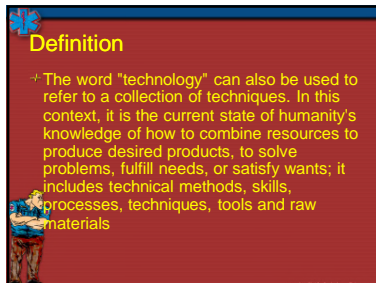 Definition
The word "technology" can also be used to
refer to a collection of techniques. In this
context, it is the current state of humanity's
knowledge of how to combine resources to
produce desired products, to solve
problems, fulfill needs, or satisfy wants; it
includes technical methods, skills,
processes, techniques, tools and raw
materials